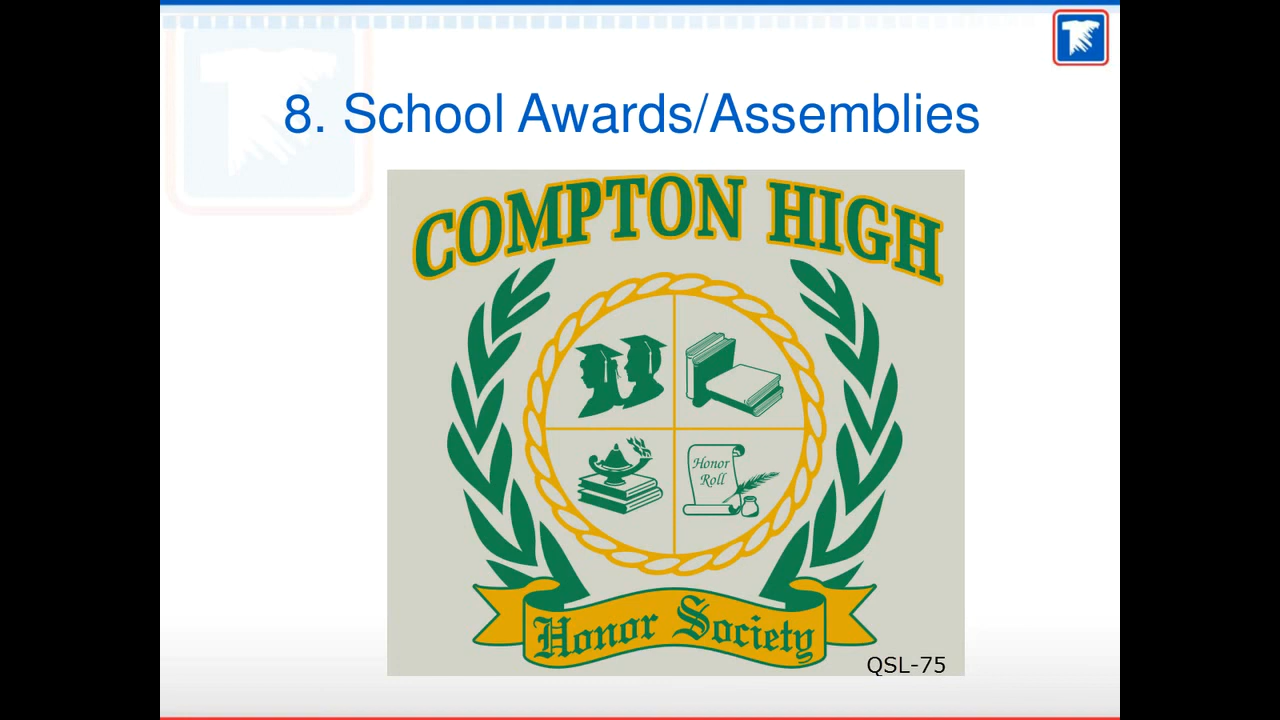 8. School Awards/Assemblies
COMPTON HIGH
Honor
Roll
Honor Society
QSL-75